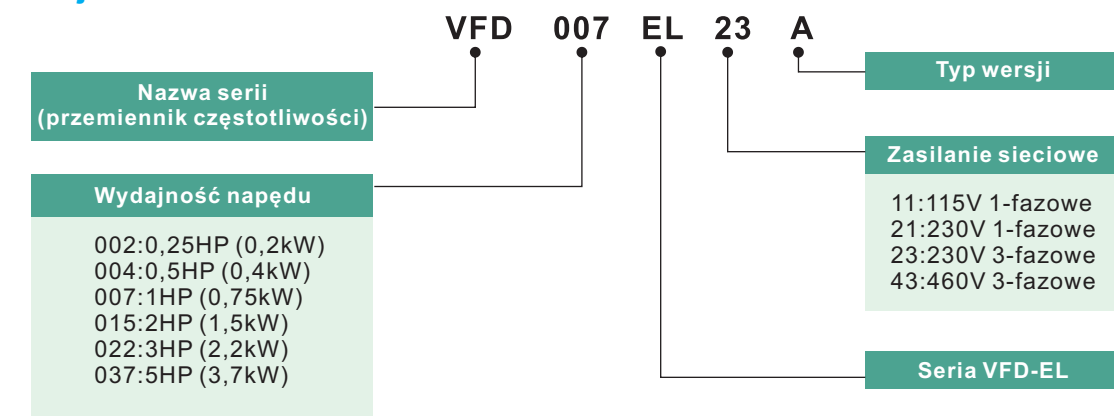 VFD 007 EL 23 A
Typ wersji
Nazwa serii
(przemiennik częstotliwości)
Zasilanie sieciowe
11:115V 1-fazowe
21:230V 1-fazowe
23:230V 3-fazowe
43:460V 3-fazowe
Wydajność napędu
002:0,25HP (0,2kW)
004:0,5HP (0,4kW)
007:1HP (0,75kW)
015:2HP (1,5kW)
022:3HP (2,2kW)
037:5HP (3,7kW)
Seria VFD-EL